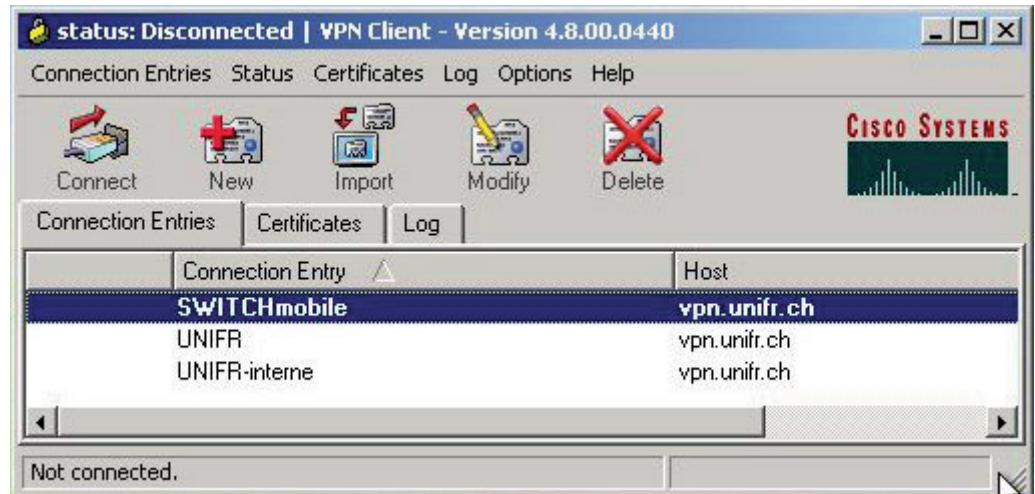 status: Disconnected | VPN Client - Version 4.8.00.0440
Connection Entries Status Certificates Log Options Help
CISCO SYSTEMS
Connect New Import Modify Delete
Connection Entries Certificates Log
Connection Entry Host
SWITCHmobile vpn.unifr.ch
UNIFR vpn.unifr.ch
UNIFR-interne vpn.unifr.ch
Not connected.